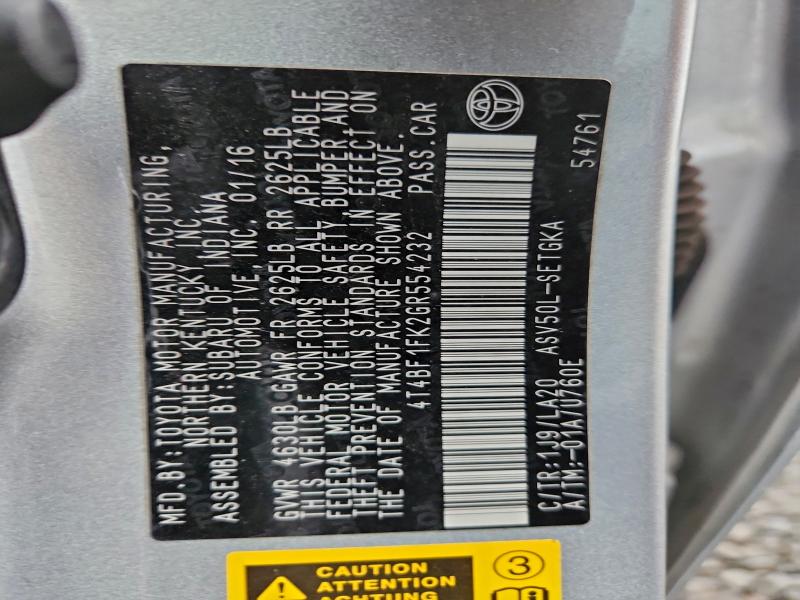 MFD.BY:TOYOTA MOTOR MANUFACTURING,
NORTHERN KENTUCKY INC.
ASSEMBLED BY:SUBARU OF INDIANA
AUTOMOTIVE, INC. 01/16
GVWR 4630LB GAWR FR 2625LB RR 2625LB
THIS VEHICLE CONFORMS TO ALL APPLICABLE
FEDERAL MOTOR VEHICLE SAFETY, BUMPER AND
THEFT PREVENTION STANDARDS IN EFFECT ON
THE DATE OF MANUFACTURE SHOWN ABOVE.
4T4BF1FK2GR554232 PASS.CAR
C/TR:1J9/LA20 ASV50L-SETGKA
A/TM:-01A/U760E 54761
CAUTION
ATTENTION
ACHTUNG
3